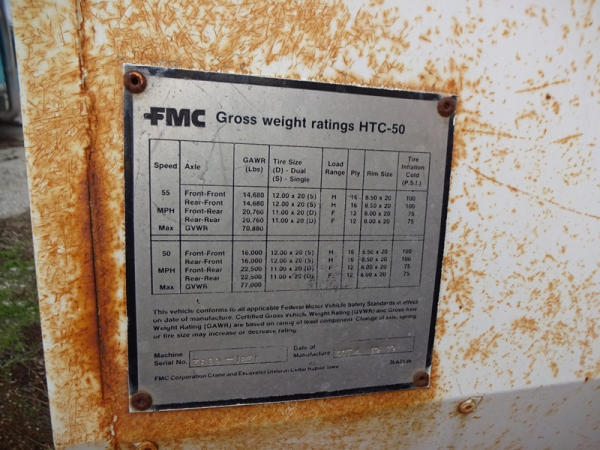 FMC Gross weight ratings HTC-50
Speed Axle GAWR (Lbs) Tire Size (D) - Dual (S) - Single Load Range Ply Rim Size Tire Inflation Cold (P.S.I.)
55 Front-Front 14,680 12.00 x 20 (S) H 16 8.50 x 20 100
Rear-Front 14,680 12.00 x 20 (S) H 16 8.50 x 20 100
MPH Front-Rear 20,760 11.00 x 20 (D) F 12 8.00 x 20 75
Rear-Rear 20,760 11.00 x 20 (D) F 12 8.00 x 20 75
Max GVWR 70,880
50 Front-Front 16,000 12.00 x 20 (S) H 16 8.50 x 20 100
Rear-Front 16,000 12.00 x 20 (S) H 16 8.50 x 20 100
MPH Front-Rear 22,500 11.00 x 20 (D) F 12 8.00 x 20 75
Rear-Rear 22,500 11.00 x 20 (D) F 12 8.00 x 20 75
Max GVWR 77,000
This vehicle conforms to all applicable Federal Motor Vehicle Safety Standards in effect
on date of manufacture. Certified Gross Vehicle Weight Rating (GVWR) and Gross Axle
Weight Rating (GAWR) are based on rating of least component. Change of axle, spring
or tire size may increase or decrease rating.
Machine Serial No. Date of Manufacture
FMC Corporation Crane and Excavator Division Cedar Rapids Iowa